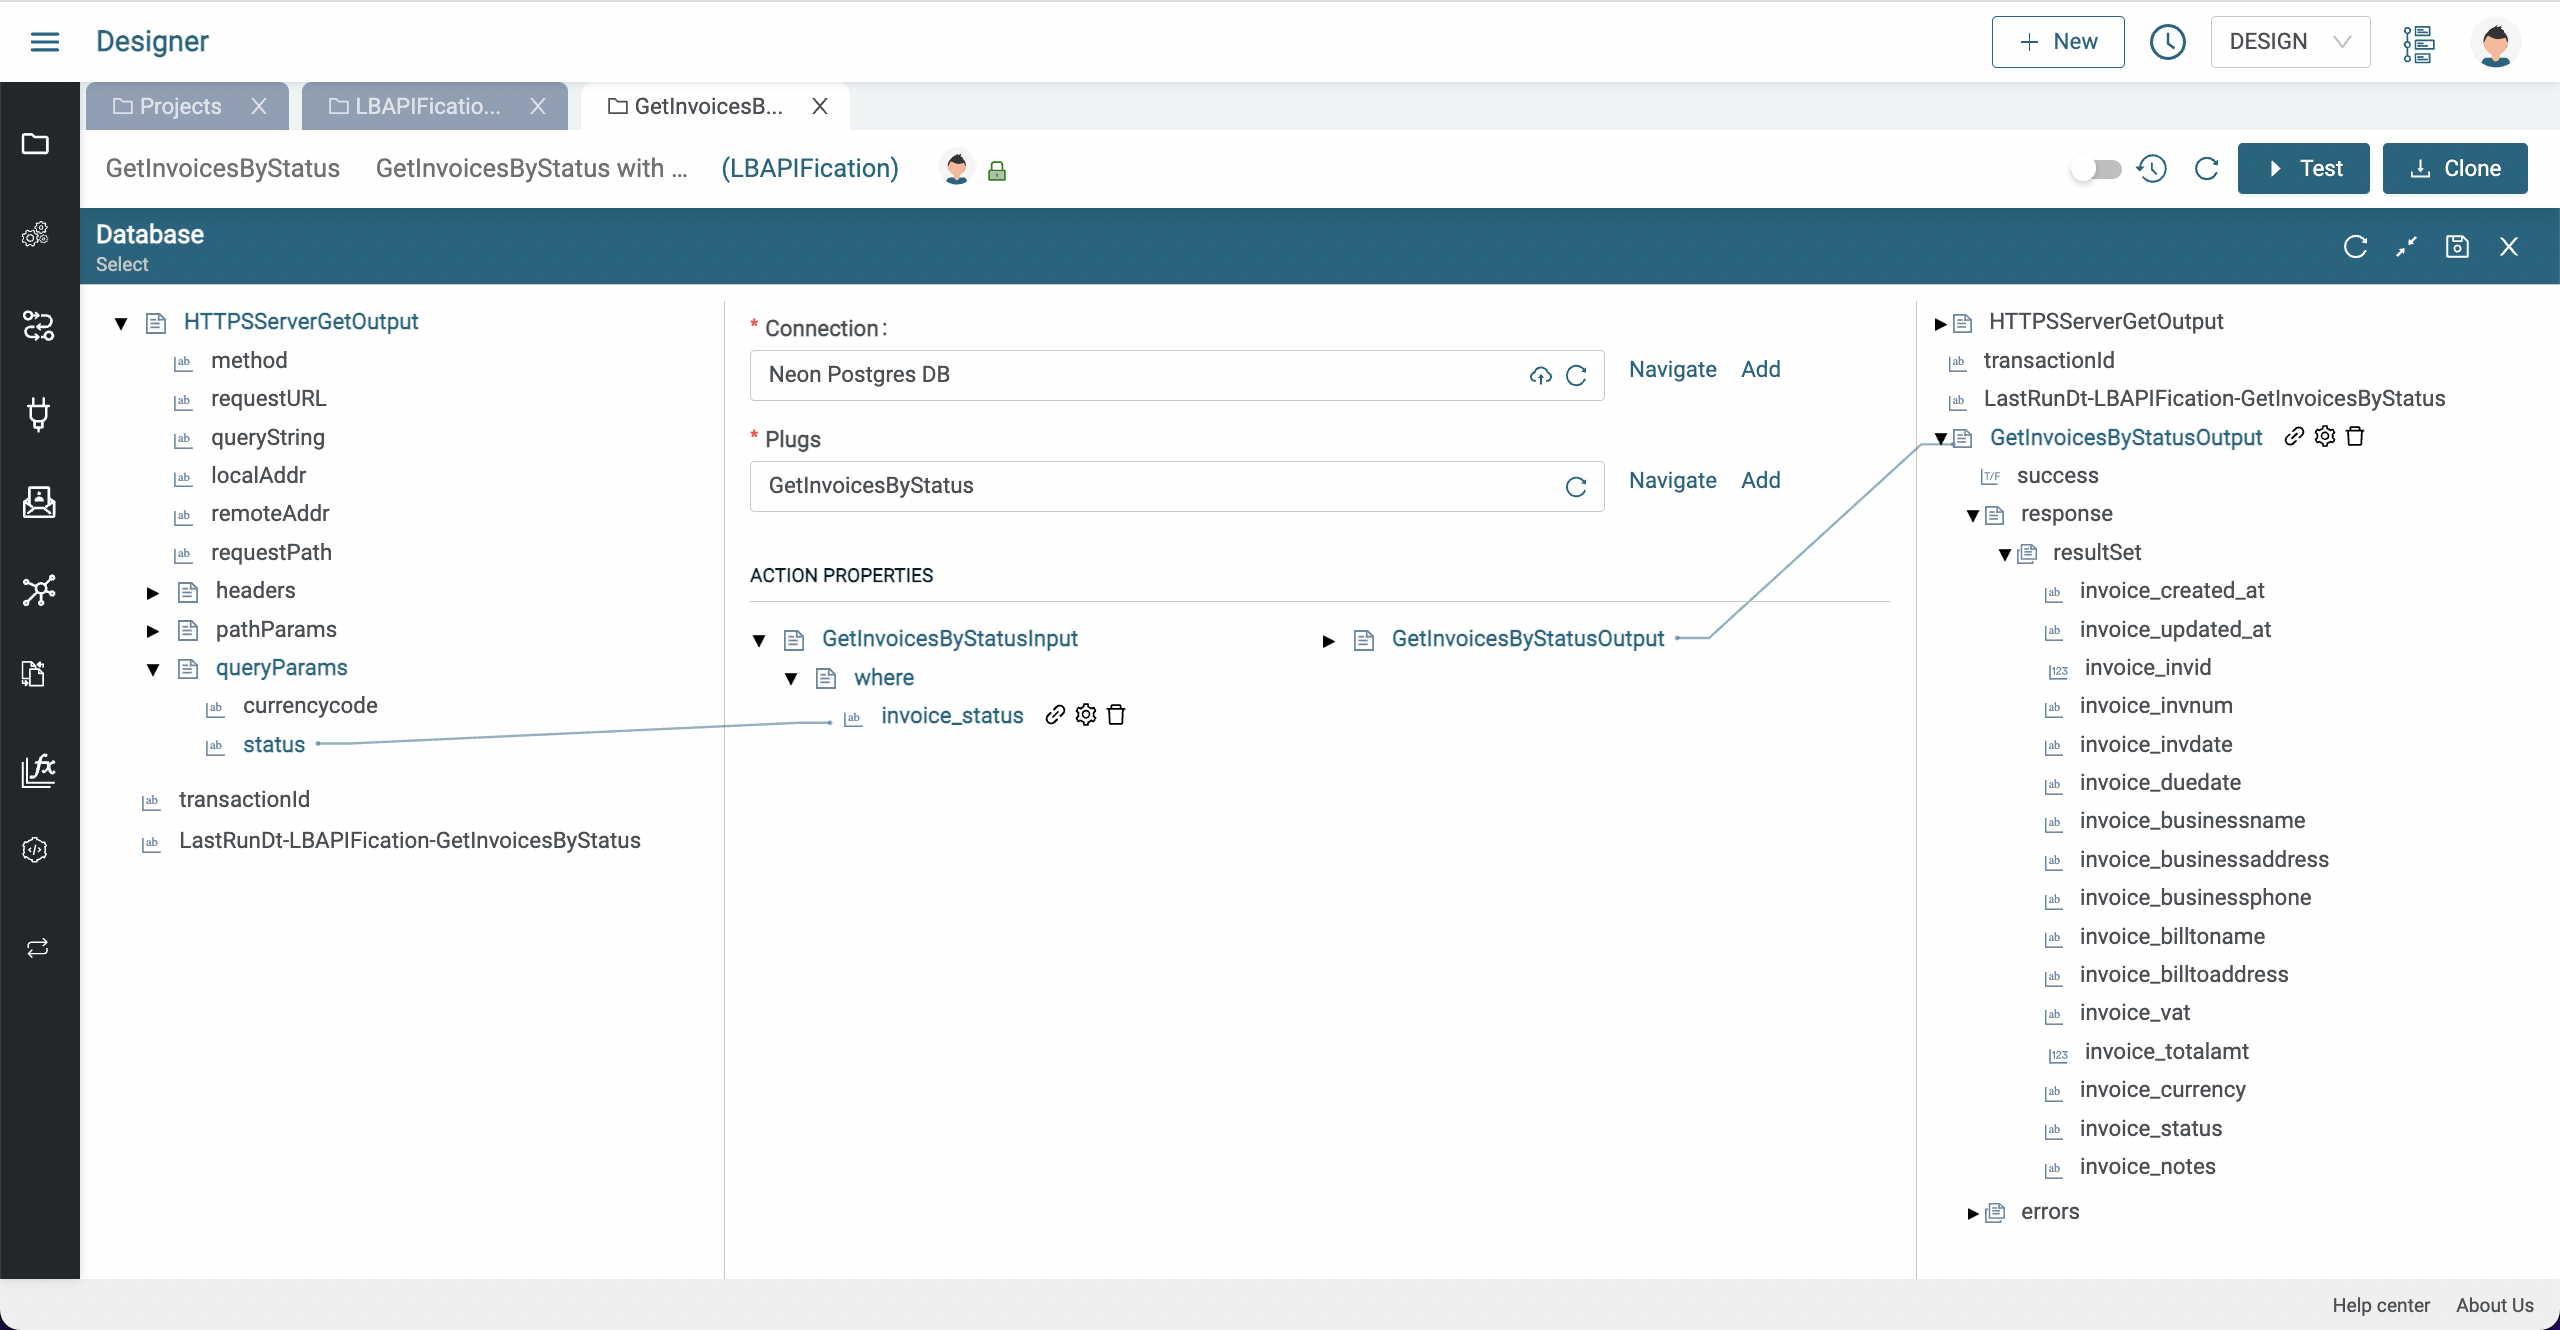 Designer
New
DESIGN
Projects
LBAPIFicatio...
GetInvoicesB...
GetInvoicesByStatus
GetInvoicesByStatus with ...
(LBAPIFication)
Test
Clone
Database
Select
HTTPSServerGetOutput
method
requestURL
queryString
localAddr
remoteAddr
requestPath
headers
pathParams
queryParams
currencycode
status
transactionId
LastRunDt-LBAPIFication-GetInvoicesByStatus
* Connection:
Neon Postgres DB
Navigate
Add
* Plugs
GetInvoicesByStatus
Navigate
Add
ACTION PROPERTIES
GetInvoicesByStatusInput
where
invoice_status
GetInvoicesByStatusOutput
HTTPSServerGetOutput
transactionId
LastRunDt-LBAPIFication-GetInvoicesByStatus
GetInvoicesByStatusOutput
success
response
resultSet
invoice_created_at
invoice_updated_at
invoice_invid
invoice_invnum
invoice_invdate
invoice_duedate
invoice_businessname
invoice_businessaddress
invoice_businessphone
invoice_billtoname
invoice_billtoaddress
invoice_vat
invoice_totalamt
invoice_currency
invoice_status
invoice_notes
errors
Help center
About Us